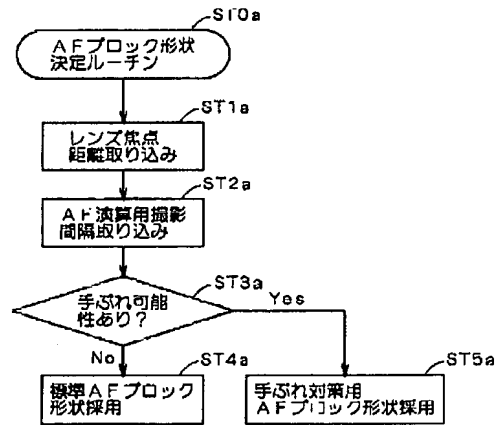 ST0a
AFブロック形状
決定ルーチン
ST1a
レンズ焦点
距離取り込み
ST2a
AF演算用撮影
間隔取り込み
ST3a
手ぶれ可能
性あり?
Yes
No
ST4a
標準AFブロック
形状採用
ST5a
手ぶれ対策用
AFブロック形状採用